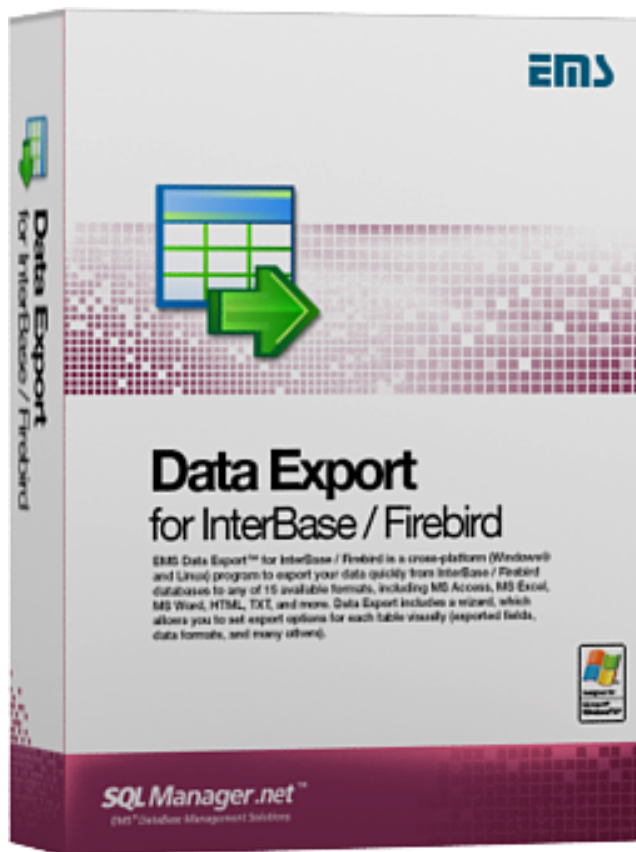 EMS
Data Export
for InterBase / Firebird
Data Export
for InterBase / Firebird
EMS Data Export™ for InterBase / Firebird is a cross-platform (Windows®
and Linux) program to export your data quickly from InterBase / Firebird
databases to any of 15 available formats, including MS Access, MS Excel,
MS Word, HTML, TXT, and more. Data Export includes a wizard, which
allows you to set export options for each table visually (exported fields,
data formats, and many others).
SQL Manager.net™
EMS® DataBase Management Solutions